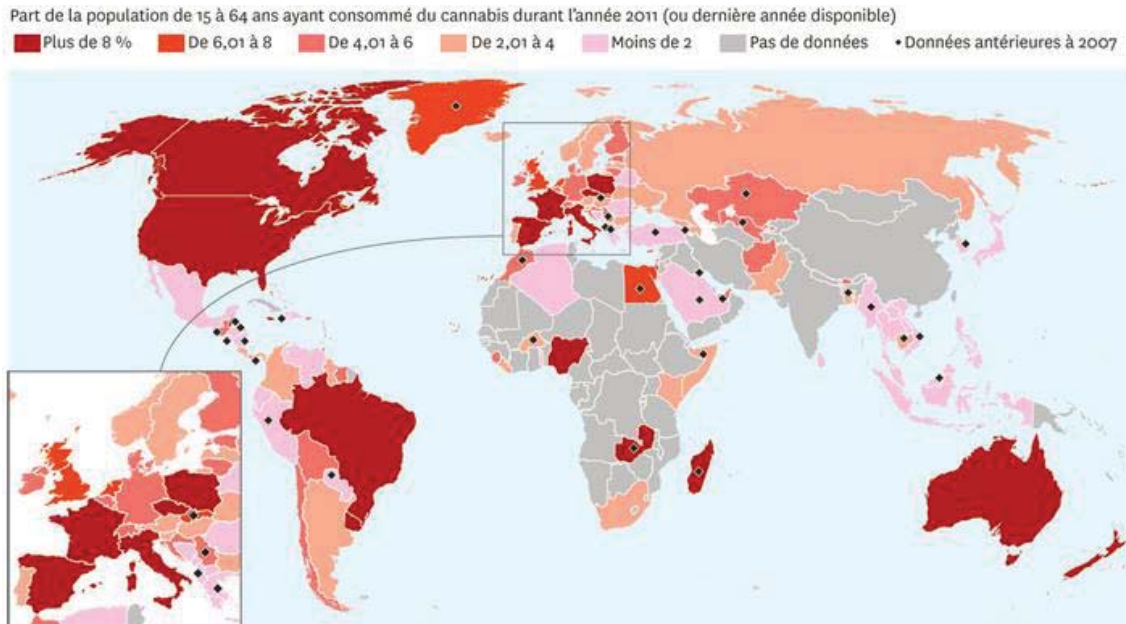 Part de la population de 15 à 64 ans ayant consommé du cannabis durant l'année 2011 (ou dernière année disponible)
Plus de 8 % De 6,01 à 8 De 4,01 à 6 De 2,01 à 4 Moins de 2 Pas de données Données antérieures à 2007